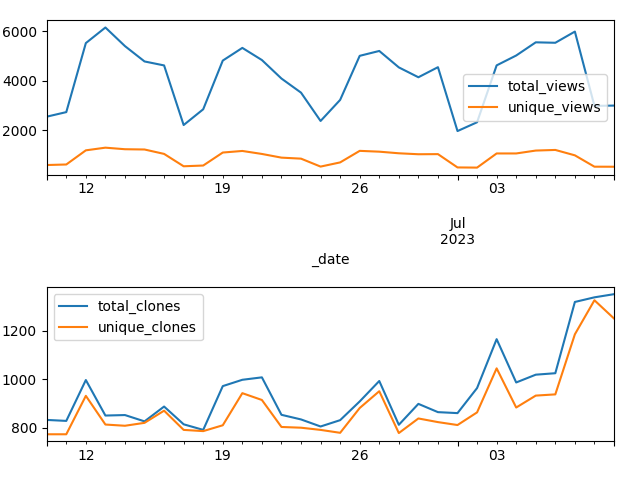 6000
4000
2000
total_views
unique_views
12 19 26 03
Jul
2023
_date
total_clones
unique_clones
1200
1000
800
12 19 26 03